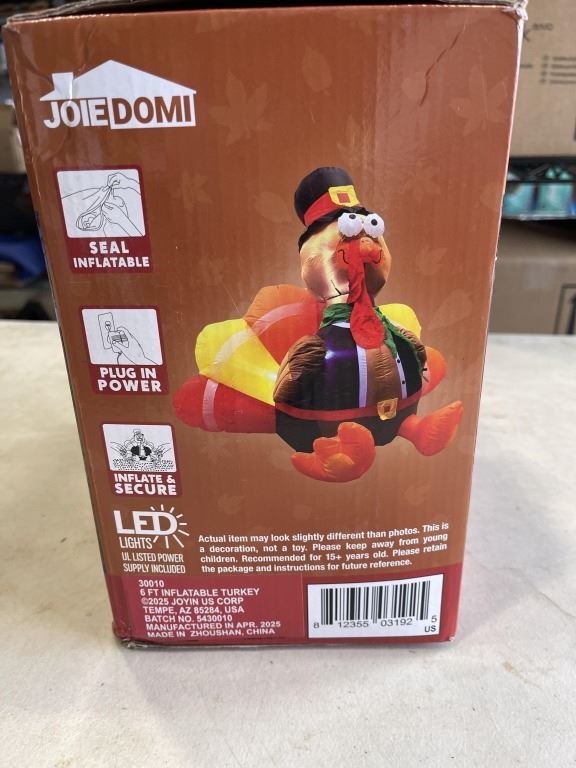 JOIEDOMI
SEAL
INFLATABLE
PLUG IN
POWER
INFLATE &
SECURE
LED
LIGHTS
UL LISTED POWER
SUPPLY INCLUDED
Actual item may look slightly different than photos. This is
a decoration, not a toy. Please keep away from young
children. Recommended for 15+ years old. Please retain
the package and instructions for future reference.
30010
6 FT INFLATABLE TURKEY
©2025 JOYIN US CORP
TEMPE, AZ 85284, USA
BATCH NO. 5430010
MANUFACTURED IN APR. 2025
MADE IN ZHOUSHAN, CHINA
8 12355 03192 5
US